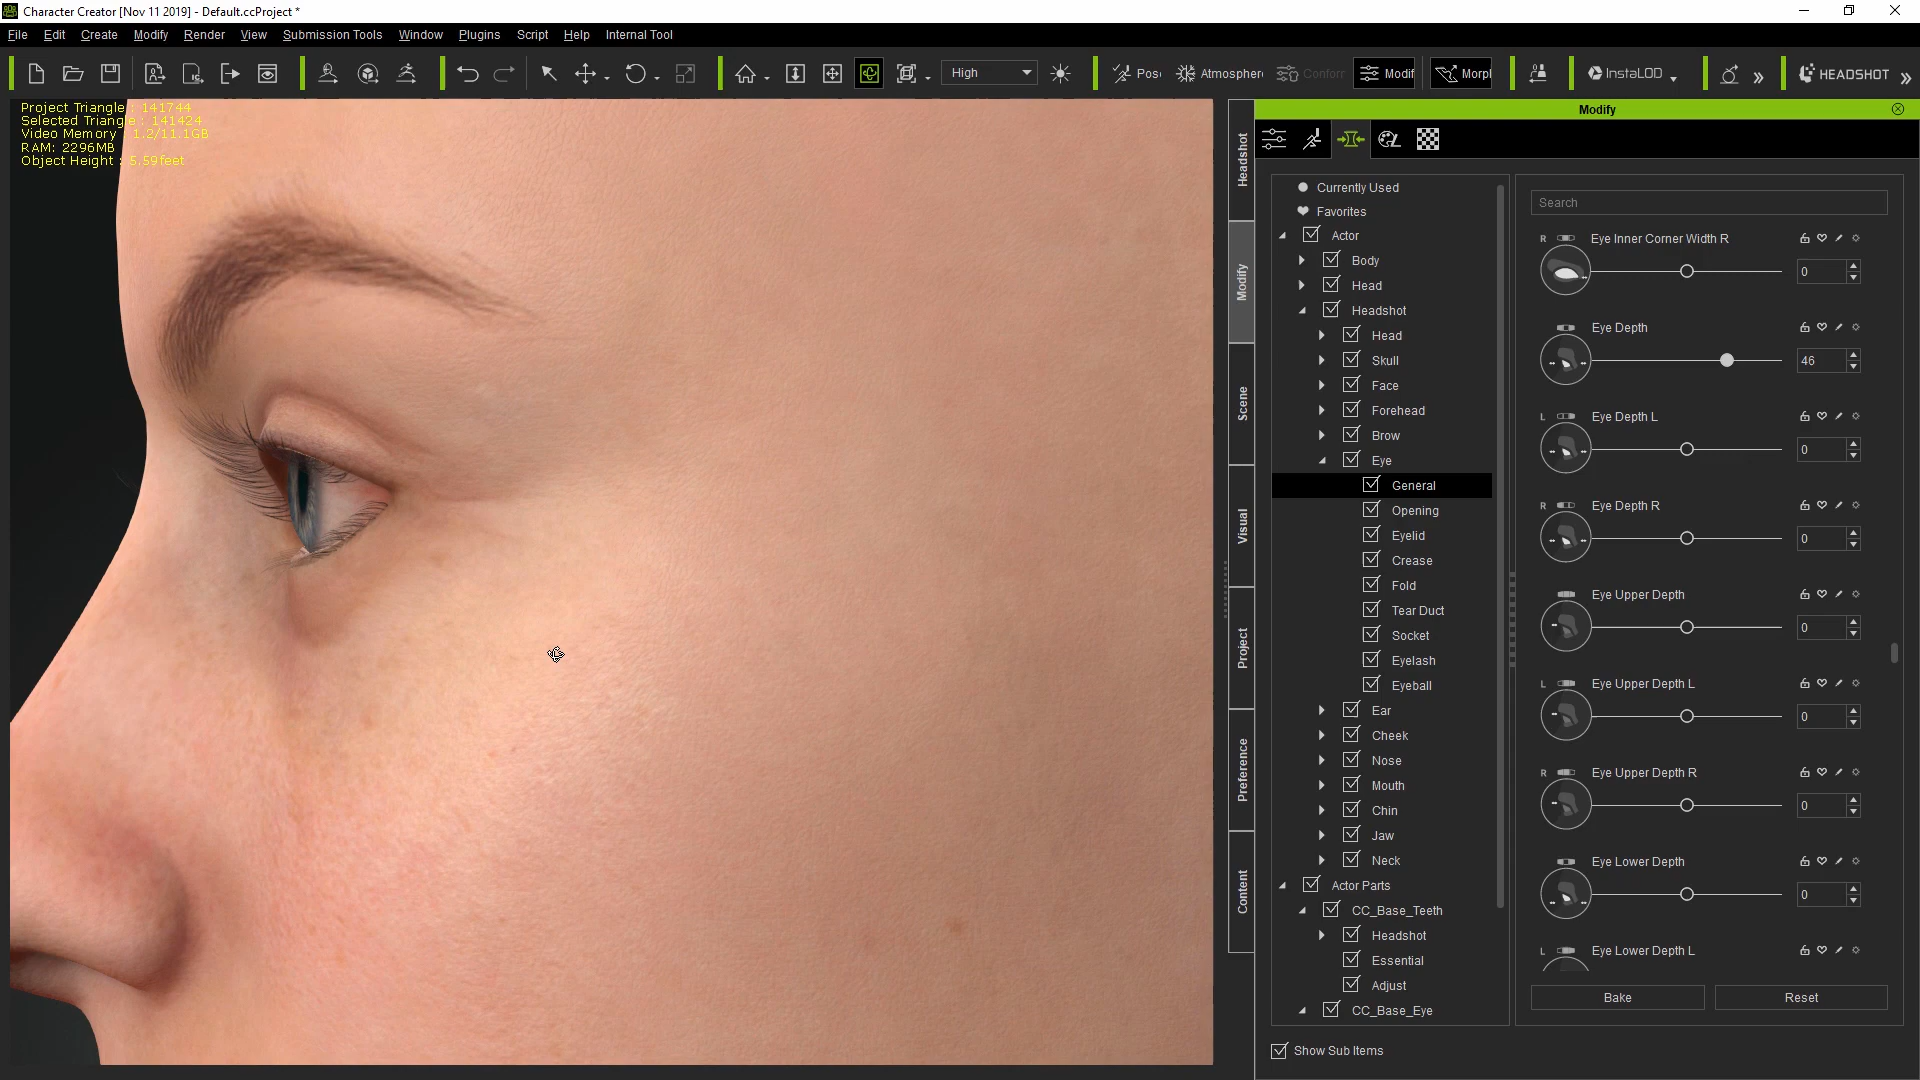 Character Creator [Nov 11 2019] - Default.ccProject *
File Edit Create Modify Render View Submission Tools Window Plugins Script Help Internal Tool
High Pos Atmospher Conforn Modif Morpl InstaLOD HEADSHOT
Project Triangle : 141744
Selected Triangle : 141424
Video Memory : 1.2/11.1GB
RAM: 2296MB
Object Height : 5.59feet
Headshot
Modify
Scene
Visual
Project
Preference
Content
Modify
Currently Used
Favorites
Actor
Body
Head
Headshot
Head
Skull
Face
Forehead
Brow
Eye
General
Opening
Eyelid
Crease
Fold
Tear Duct
Socket
Eyelash
Eyeball
Ear
Cheek
Nose
Mouth
Chin
Jaw
Neck
Actor Parts
CC_Base_Teeth
Headshot
Essential
Adjust
CC_Base_Eye
Show Sub Items
Search
R Eye Inner Corner Width R
0
Eye Depth
46
L Eye Depth L
0
R Eye Depth R
0
Eye Upper Depth
0
L Eye Upper Depth L
0
R Eye Upper Depth R
0
Eye Lower Depth
0
L Eye Lower Depth L
Bake Reset